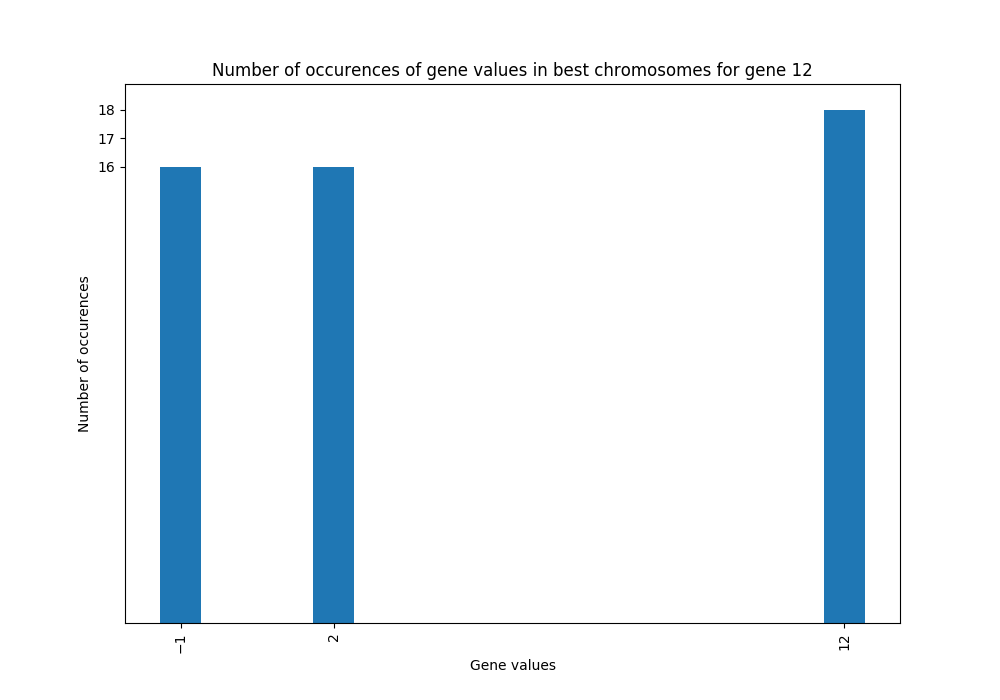 Number of occurences of gene values in best chromosomes for gene 12
18
17
16
Number of occurences
−1
2
12
Gene values